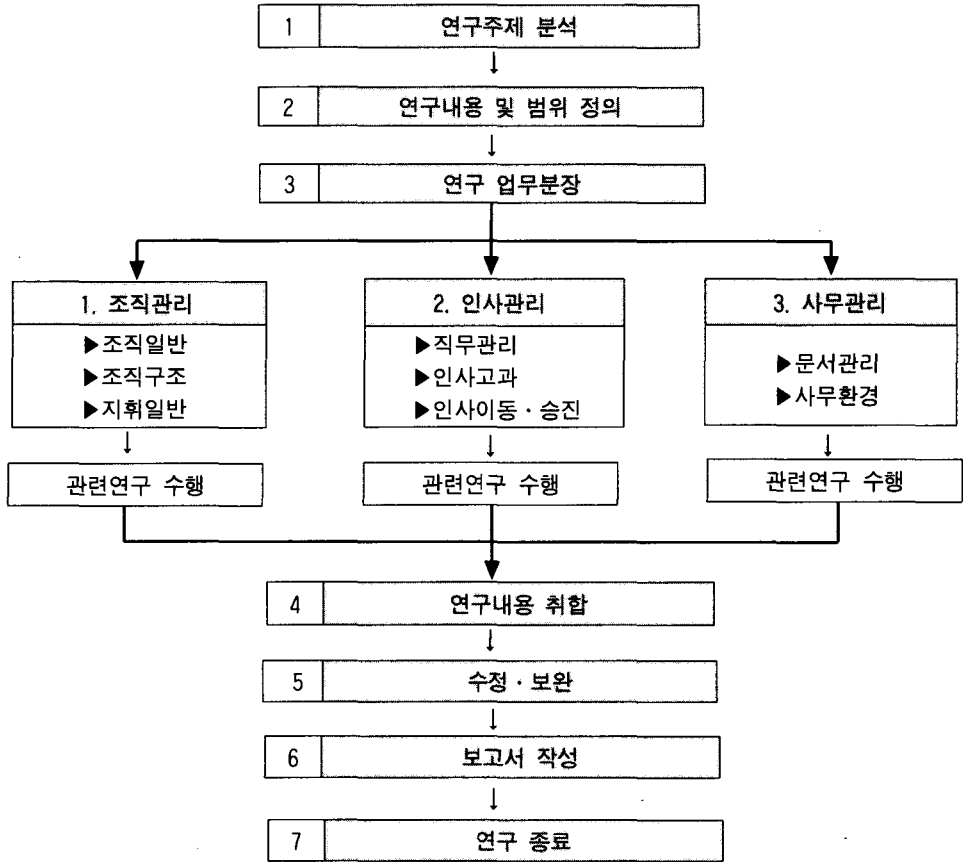 1 연구주제 분석
↓
2 연구내용 및 범위 정의
↓
3 연구 업무분장
1. 조직관리
▶조직일반
▶조직구조
▶지휘일반
↓
관련연구 수행
2. 인사관리
▶직무관리
▶인사고과
▶인사이동·승진
↓
관련연구 수행
3. 사무관리
▶문서관리
▶사무환경
↓
관련연구 수행
4 연구내용 취합
↓
5 수정·보완
↓
6 보고서 작성
↓
7 연구 종료